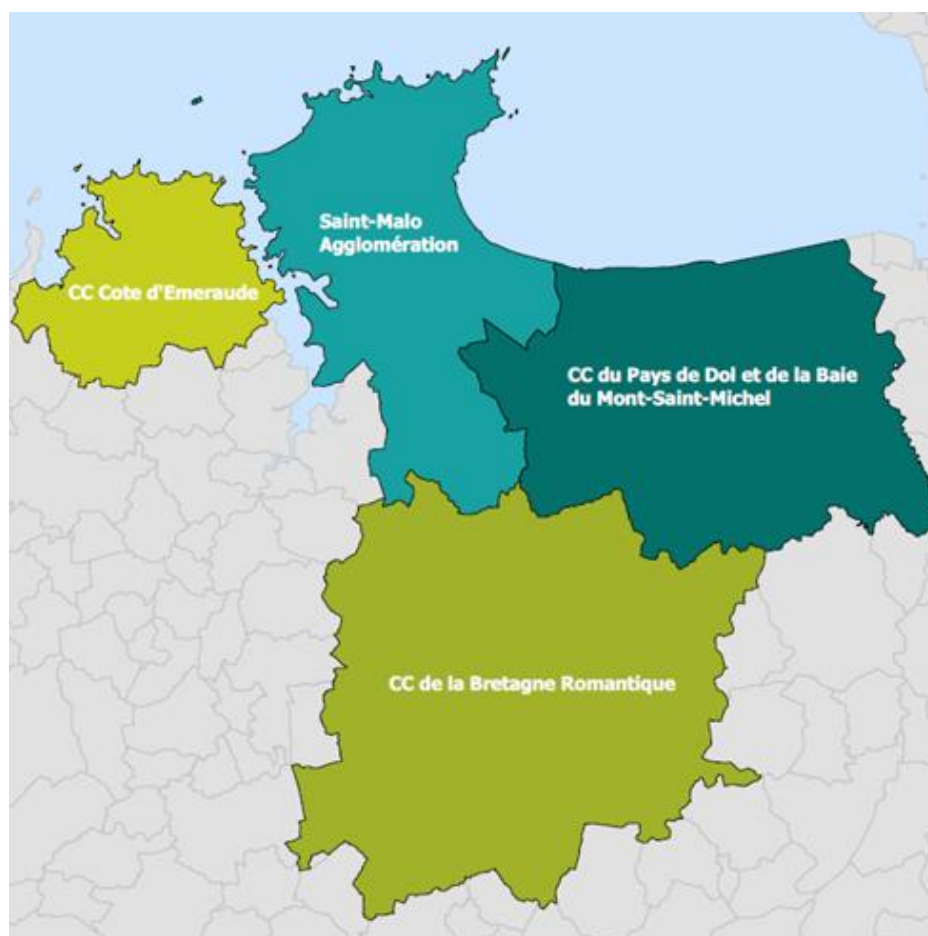 Saint-Malo
Agglomération
CC Cote d'Emeraude
CC du Pays de Dol et de la Baie
du Mont-Saint-Michel
CC de la Bretagne Romantique